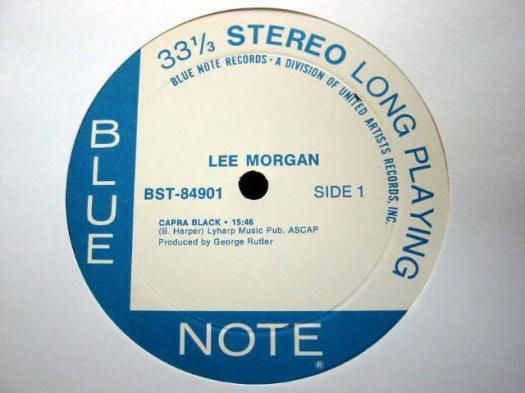 33⅓ STEREO LONG PLAYING
BLUE NOTE RECORDS • A DIVISION OF UNITED ARTISTS RECORDS, INC.
BLUE
LEE MORGAN
BST-84901 SIDE 1
CAPRA BLACK • 15:46
(B. Harper) Lyharp Music Pub. ASCAP
Produced by George Butler
NOTE ®